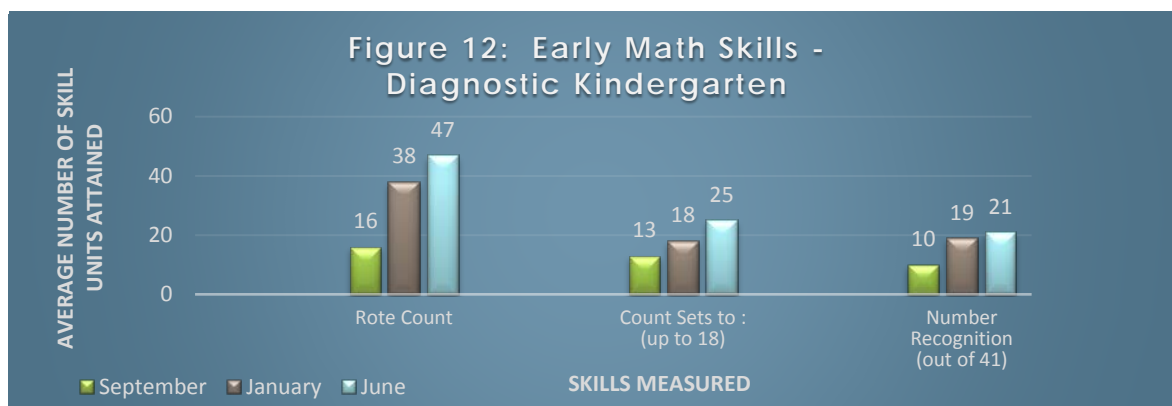 Figure 12: Early Math Skills -
Diagnostic Kindergarten
AVERAGE NUMBER OF SKILL
UNITS ATTAINED
60
40
20
0
16
38
47
13
18
25
10
19
21
Rote Count
Count Sets to :
(up to 18)
Number
Recognition
(out of 41)
SKILLS MEASURED
September
January
June